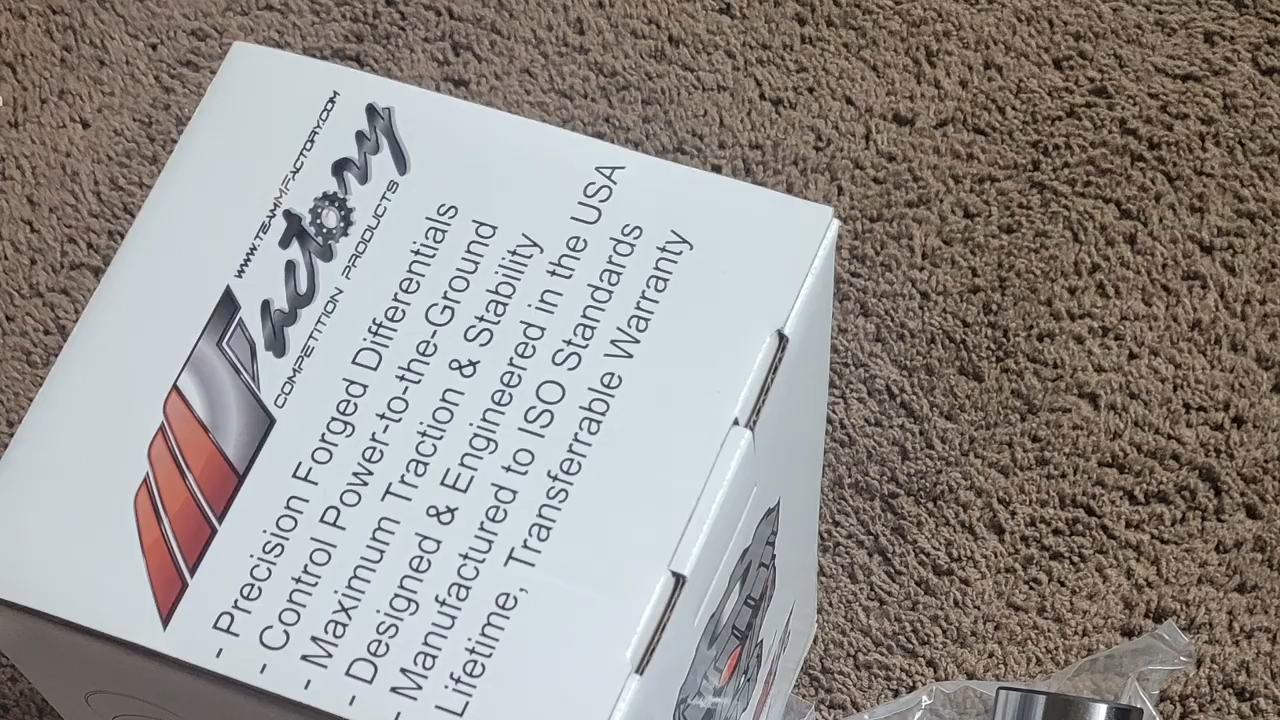 www.TEAMMFACTORY.COM
Factory
COMPETITION PRODUCTS
- Precision Forged Differentials
- Control Power-to-the-Ground
- Maximum Traction & Stability
- Designed & Engineered in the USA
- Manufactured to ISO Standards
Lifetime, Transferrable Warranty